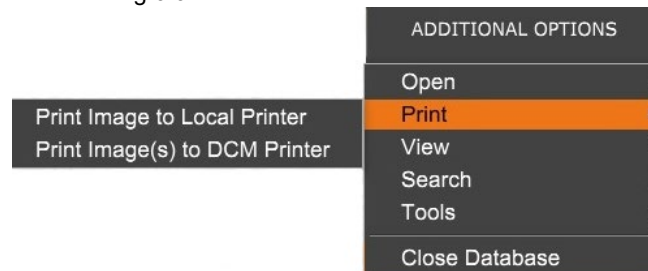 ADDITIONAL OPTIONS
Open
Print
Print Image to Local Printer
Print Image(s) to DCM Printer
View
Search
Tools
Close Database